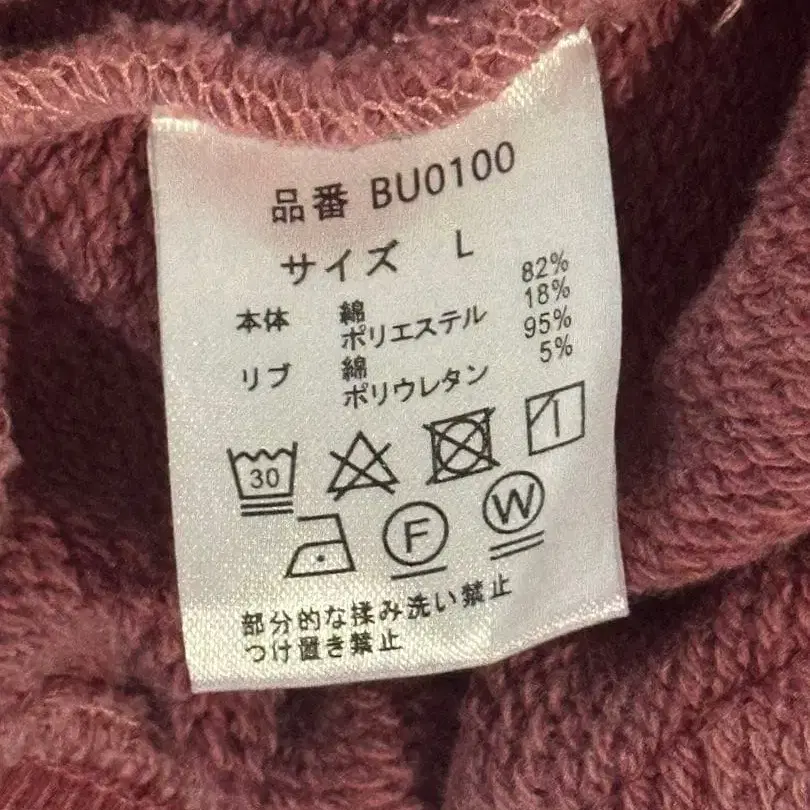 品番 BU0100
サイズ L
本体 綿 82%
ポリエステル 18%
リブ 綿 95%
ポリウレタン 5%
30
F W
部分的な揉み洗い禁止
つけ置き禁止